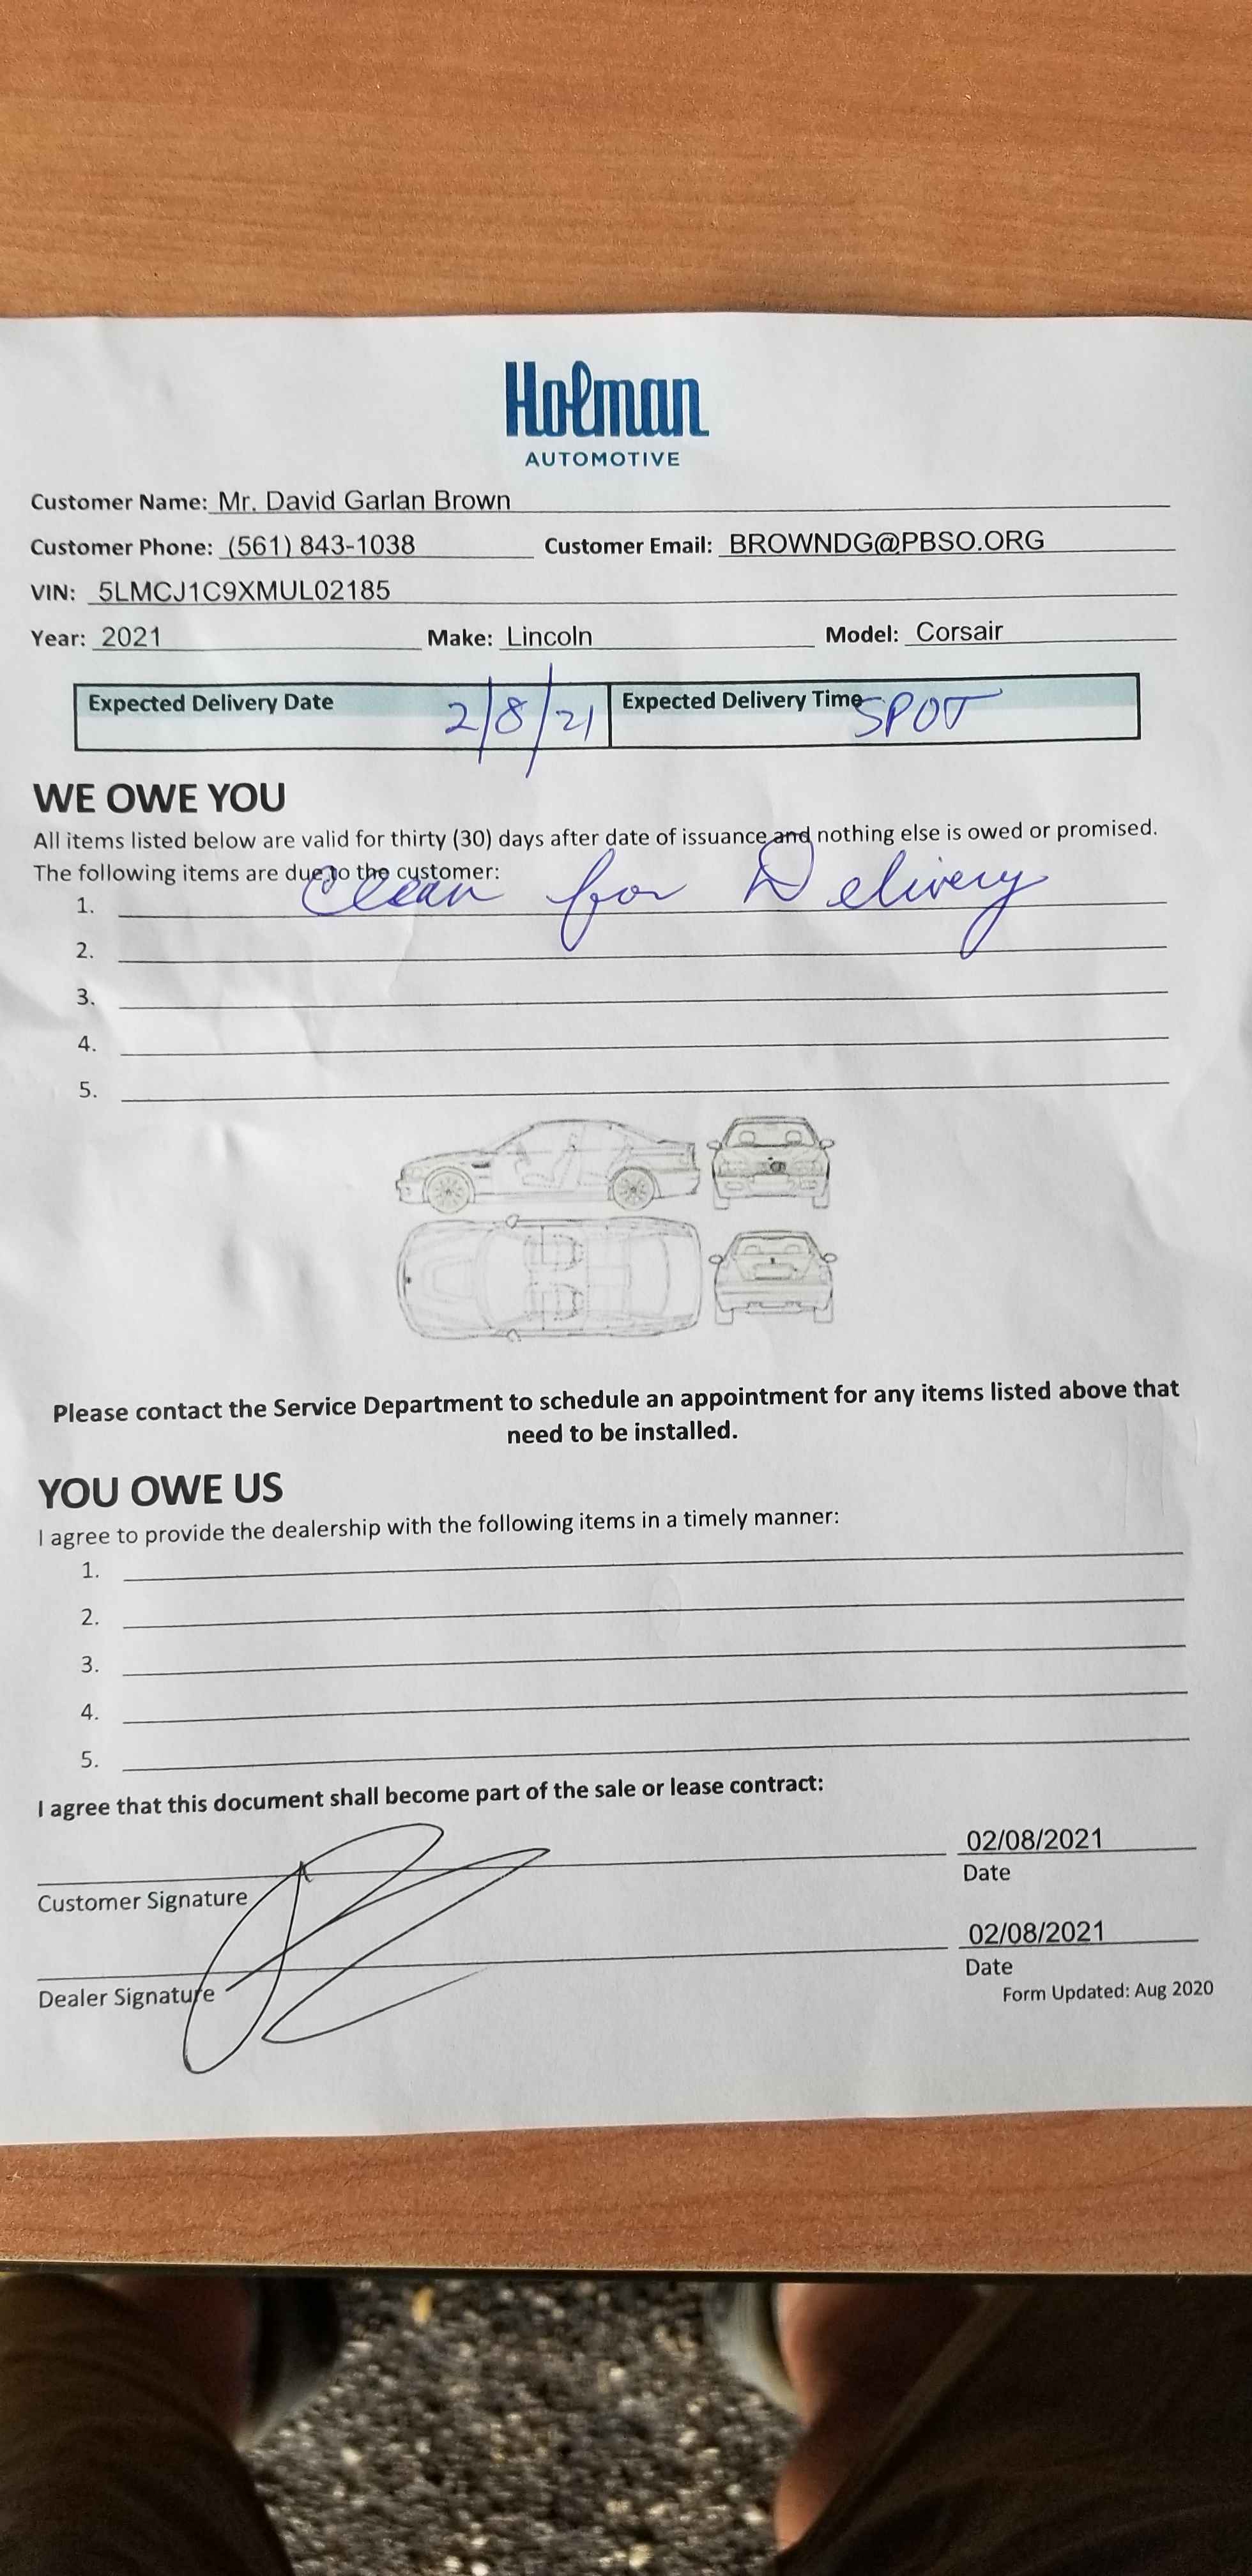 Holman
AUTOMOTIVE
Customer Name: Mr. David Garlan Brown
Customer Phone: (561) 843-1038 Customer Email: BROWNDG@PBSO.ORG
VIN: 5LMCJ1C9XMUL02185
Year: 2021 Make: Lincoln Model: Corsair
Expected Delivery Date 2/8/21 Expected Delivery Time SPOT
WE OWE YOU
All items listed below are valid for thirty (30) days after date of issuance and nothing else is owed or promised.
The following items are due to the customer:
1. Clean for Delivery
2.
3.
4.
5.
Please contact the Service Department to schedule an appointment for any items listed above that
need to be installed.
YOU OWE US
I agree to provide the dealership with the following items in a timely manner:
1.
2.
3.
4.
5.
I agree that this document shall become part of the sale or lease contract:
02/08/2021
Customer Signature Date
02/08/2021
Dealer Signature Date
Form Updated: Aug 2020